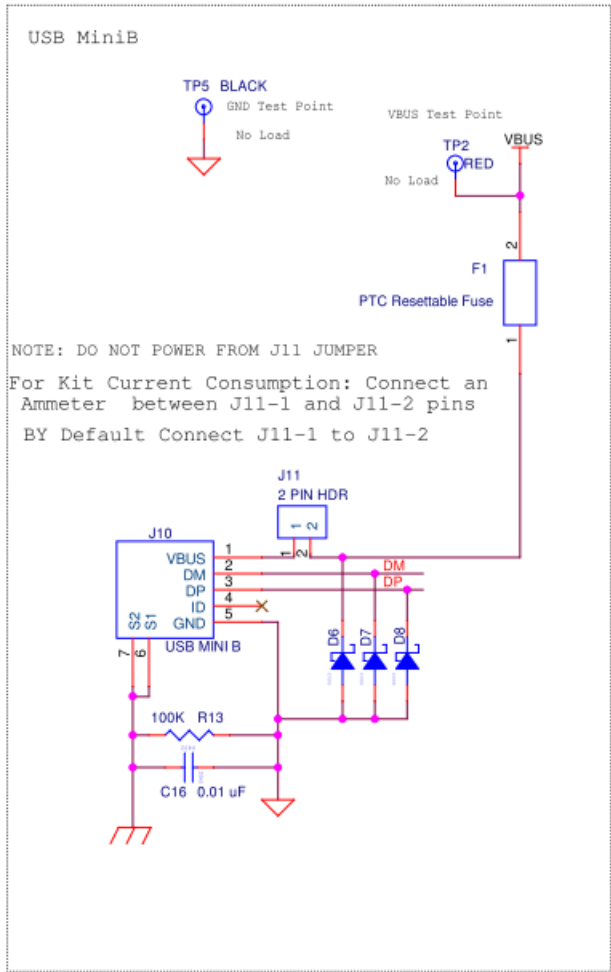 USB MiniB
TP5 BLACK
GND Test Point
No Load
VBUS Test Point
VBUS
TP2
RED
No Load
2
F1
PTC Resettable Fuse
1
NOTE: DO NOT POWER FROM J11 JUMPER
For Kit Current Consumption: Connect an
Ammeter between J11-1 and J11-2 pins
BY Default Connect J11-1 to J11-2
J11
2 PIN HDR
1 2
1 2
J10
VBUS 1
DM 2
DP 3
ID 4
GND 5
S2 S1
7 6
USB MINI B
DM
DP
D6 D7 D8
100K R13
C16 0.01 uF